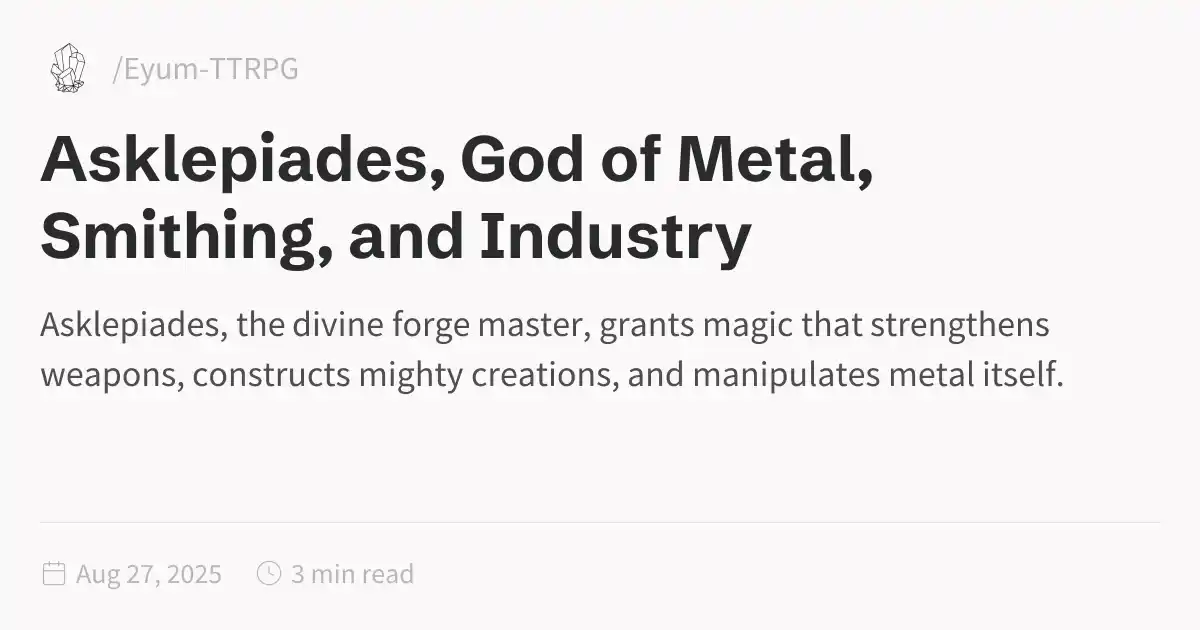 /Eyum-TTRPG
Asklepiades, God of Metal,
Smithing, and Industry
Asklepiades, the divine forge master, grants magic that strengthens
weapons, constructs mighty creations, and manipulates metal itself.
Aug 27, 2025 3 min read